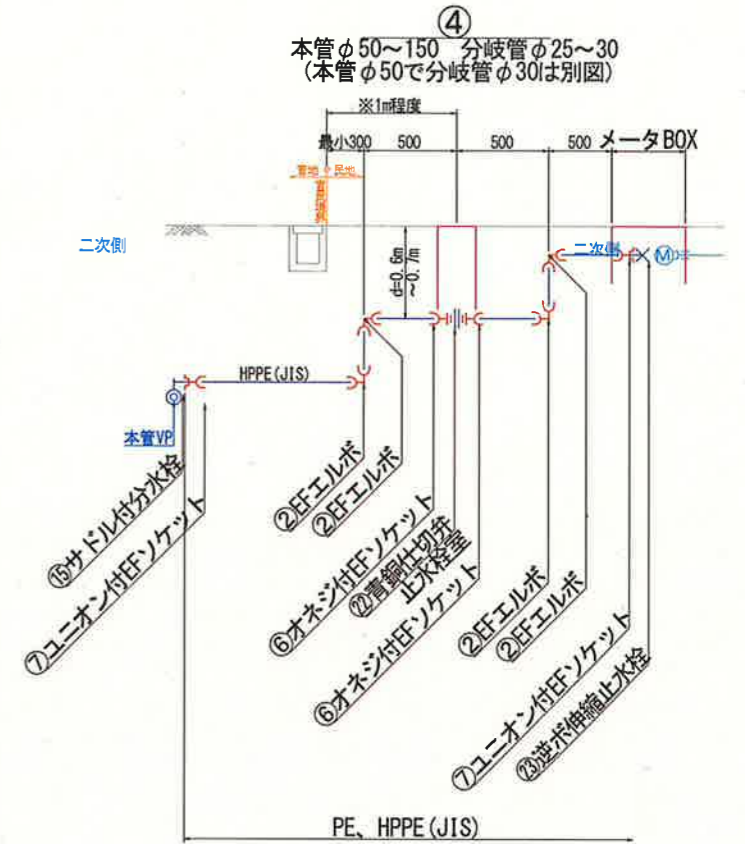 ④
本管φ50～150 分岐管φ25～30
(本管φ50で分岐管φ30は別図)
※1m程度
最小300 500 500 500 メータBOX
官地 民地
二次側
二次側
d=0.6m
～0.7m
M
HPPE(JIS)
本管VP
⑮サドル付分水栓
⑦ユニオン付EFソケット
②EFエルボ
②EFエルボ
⑥オネジ付EFソケット
㉒青銅仕切弁
止水栓室
⑥オネジ付EFソケット
②EFエルボ
②EFエルボ
⑦ユニオン付EFソケット
㉓逆ボ伸縮止水栓
PE、HPPE(JIS)